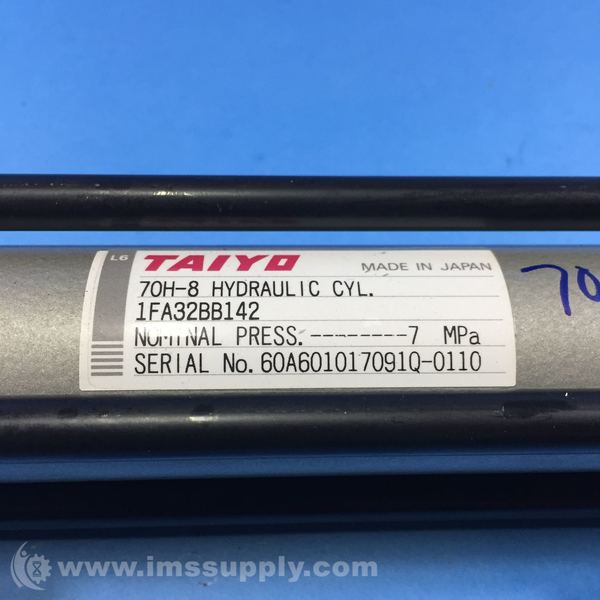 L6
TAIYO
MADE IN JAPAN
70H-8 HYDRAULIC CYL.
1FA32BB142
NOMINAL PRESS.--------7 MPa
SERIAL No. 60A601017091Q-0110
70
www.imssupply.com